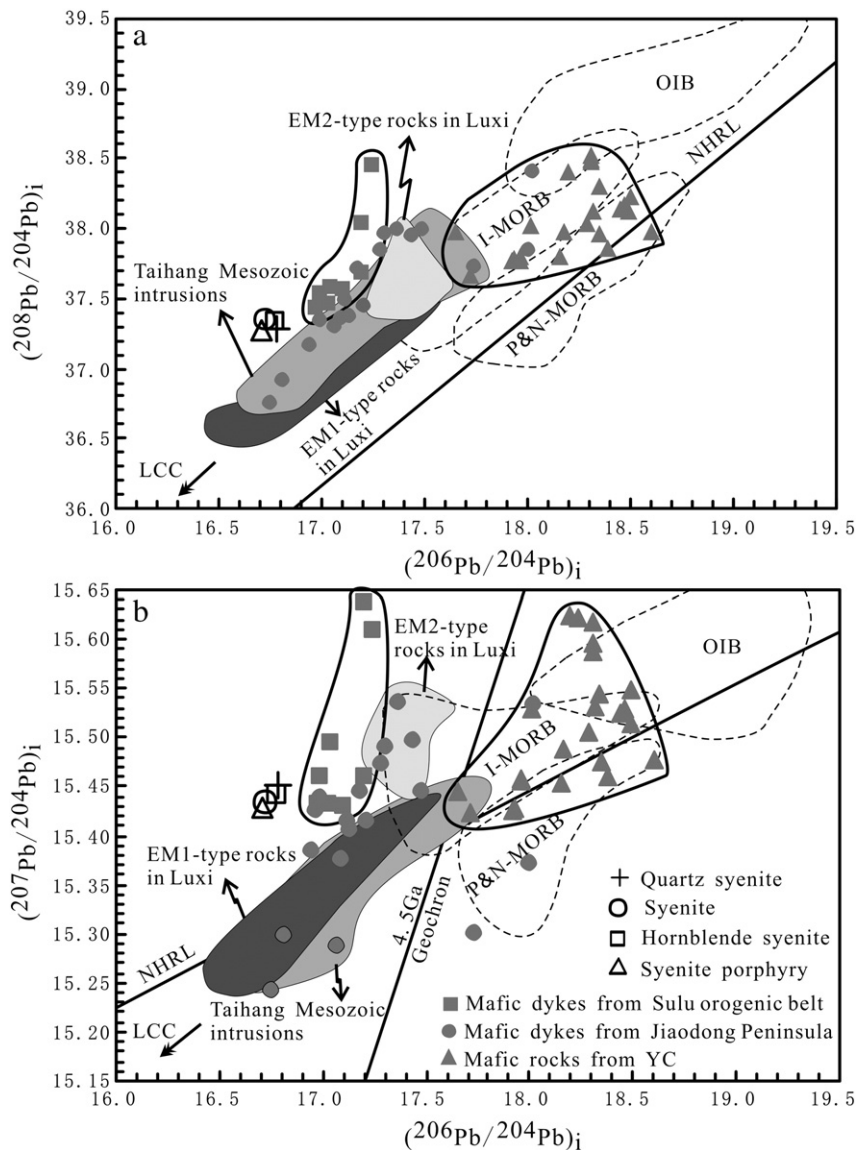 a
39.5
39.0
38.5
38.0
37.5
37.0
36.5
36.0
(208Pb/204Pb)i
OIB
EM2-type
rocks in Luxi
NHRL
I-MORB
Taihang Mesozoic
intrusions
P&N-MORB
EM1-type rocks
in Luxi
LCC
16.0 16.5 17.0 17.5 18.0 18.5 19.0 19.5
(206Pb/204Pb)i
b
15.65
15.60
15.55
15.50
15.45
15.40
15.35
15.30
15.25
15.20
15.15
(207Pb/204Pb)i
EM2-type
rocks in Luxi
OIB
I-MORB
EM1-type rocks
in Luxi
P&N-MORB
4.5Ga
Geochron
NHRL
Taihang Mesozoic
intrusions
LCC
Quartz syenite
Syenite
Hornblende syenite
Syenite porphyry
Mafic dykes from Sulu orogenic belt
Mafic dykes from Jiaodong Peninsula
Mafic rocks from YC
16.0 16.5 17.0 17.5 18.0 18.5 19.0 19.5
(206Pb/204Pb)i